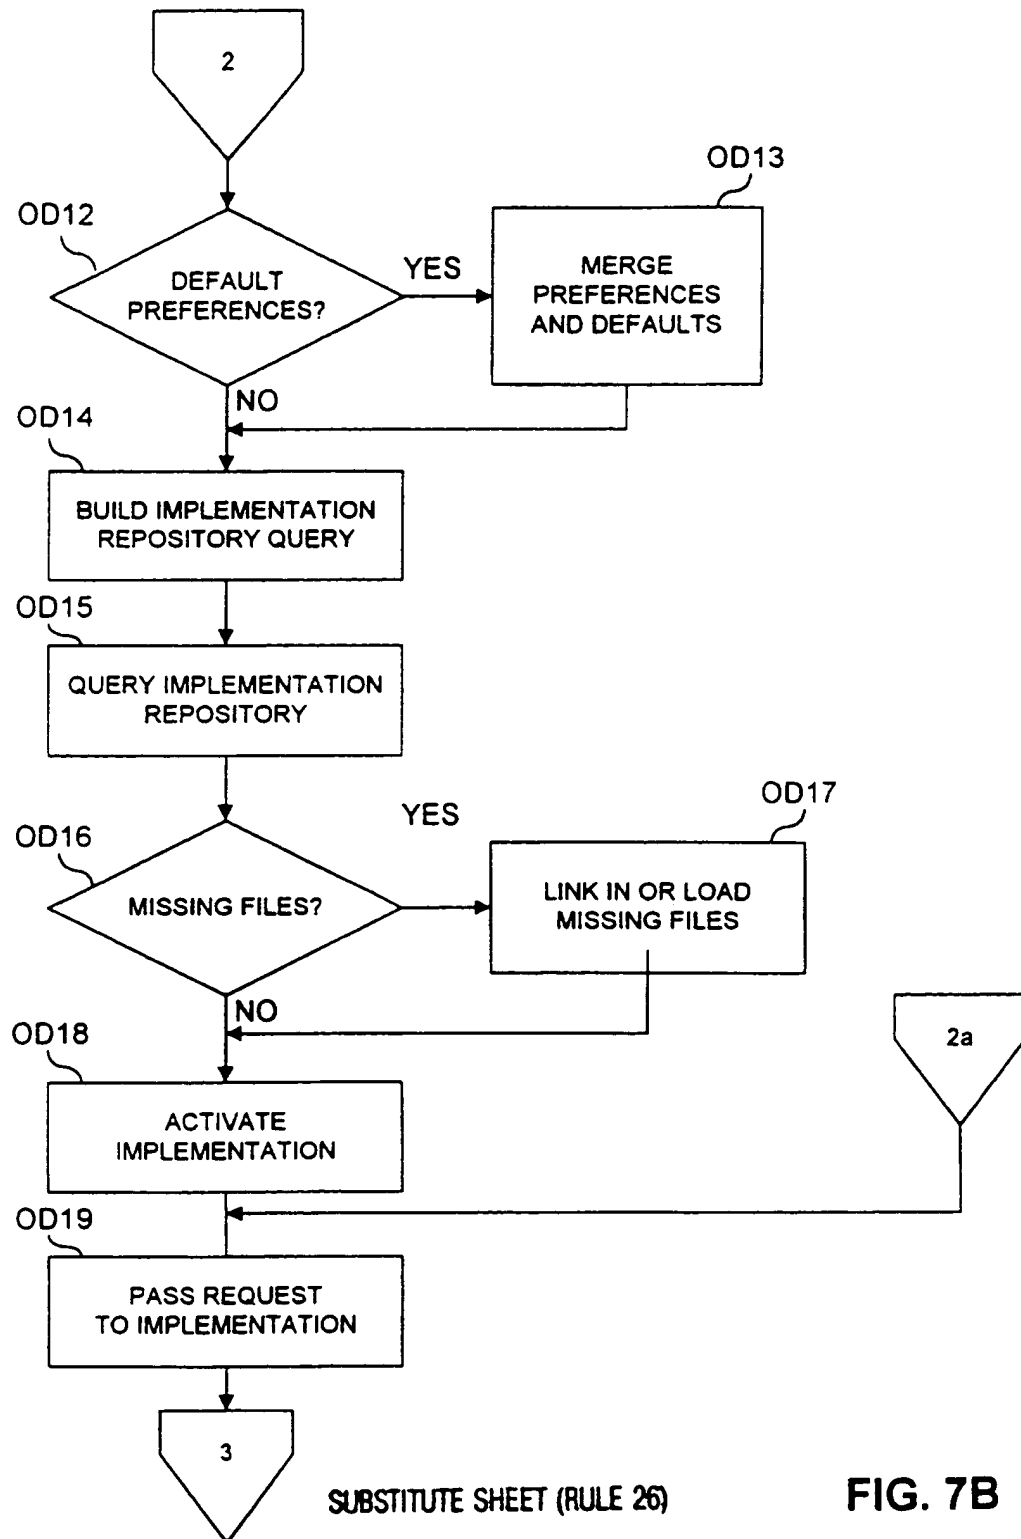 2
OD13
OD12
DEFAULT
PREFERENCES?
YES
MERGE
PREFERENCES
AND DEFAULTS
NO
OD14
BUILD IMPLEMENTATION
REPOSITORY QUERY
OD15
QUERY IMPLEMENTATION
REPOSITORY
YES
OD17
OD16
MISSING FILES?
LINK IN OR LOAD
MISSING FILES
NO
OD18
2a
ACTIVATE
IMPLEMENTATION
OD19
PASS REQUEST
TO IMPLEMENTATION
3
SUBSTITUTE SHEET (RULE 26)
FIG. 7B